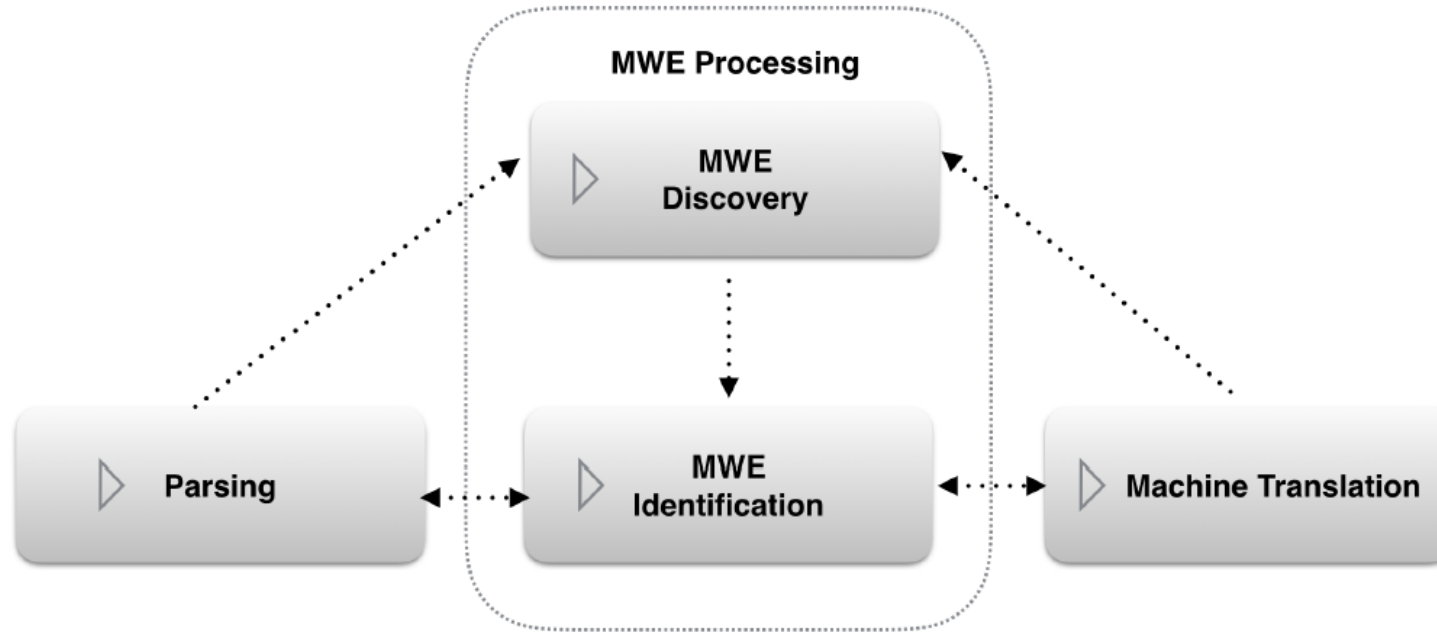 MWE Processing
MWE
Discovery
Parsing
MWE
Identification
Machine Translation